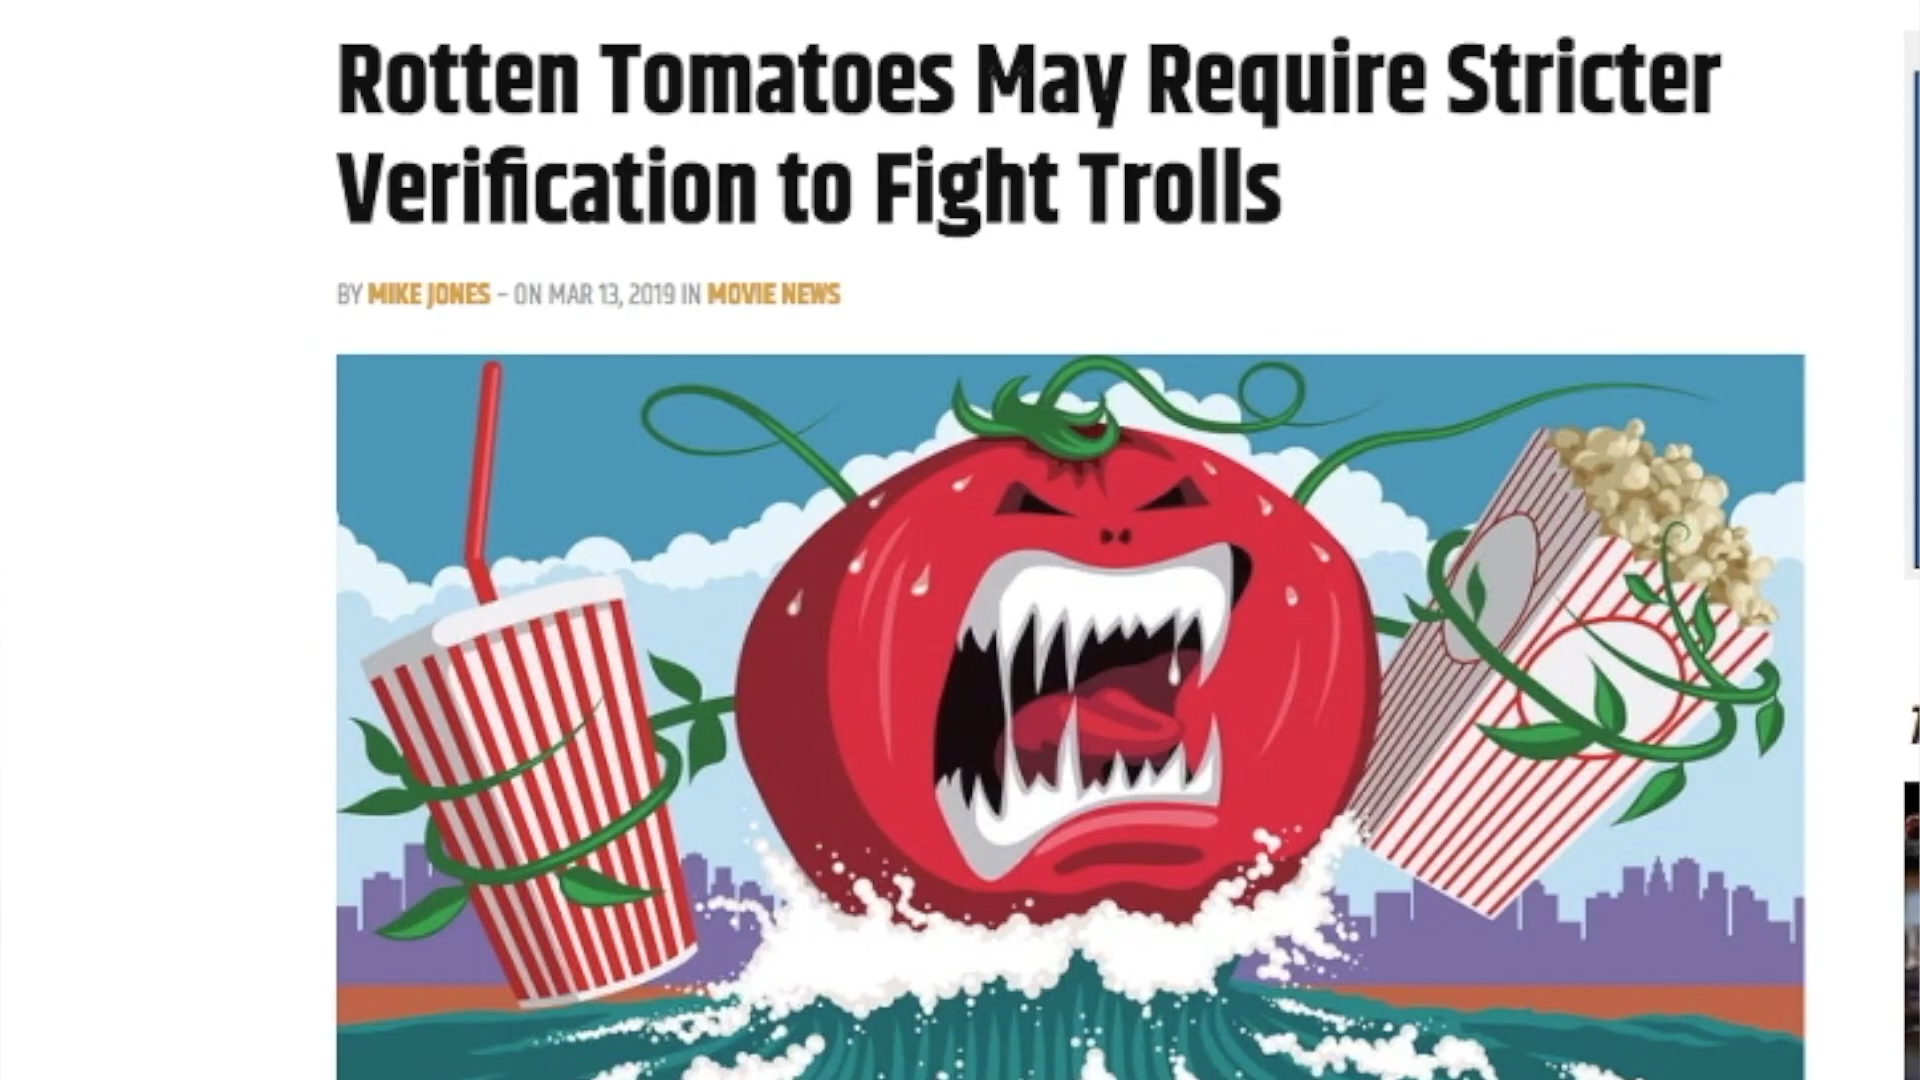 Rotten Tomatoes May Require Stricter
Verification to Fight Trolls
BY MIKE JONES – ON MAR 13, 2019 IN MOVIE NEWS